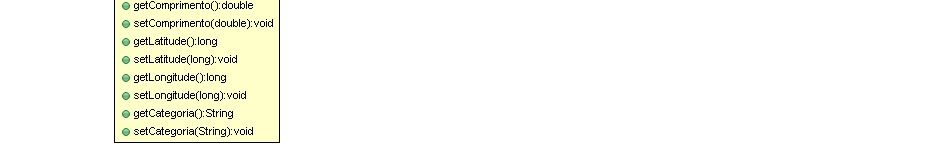 getComprimento():double
setComprimento(double):void
getLatitude():long
setLatitude(long):void
getLongitude():long
setLongitude(long):void
getCategoria():String
setCategoria(String):void